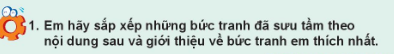 1. Em hãy sắp xếp những bức tranh đã sưu tầm theo
nội dung sau và giới thiệu về bức tranh em thích nhất.